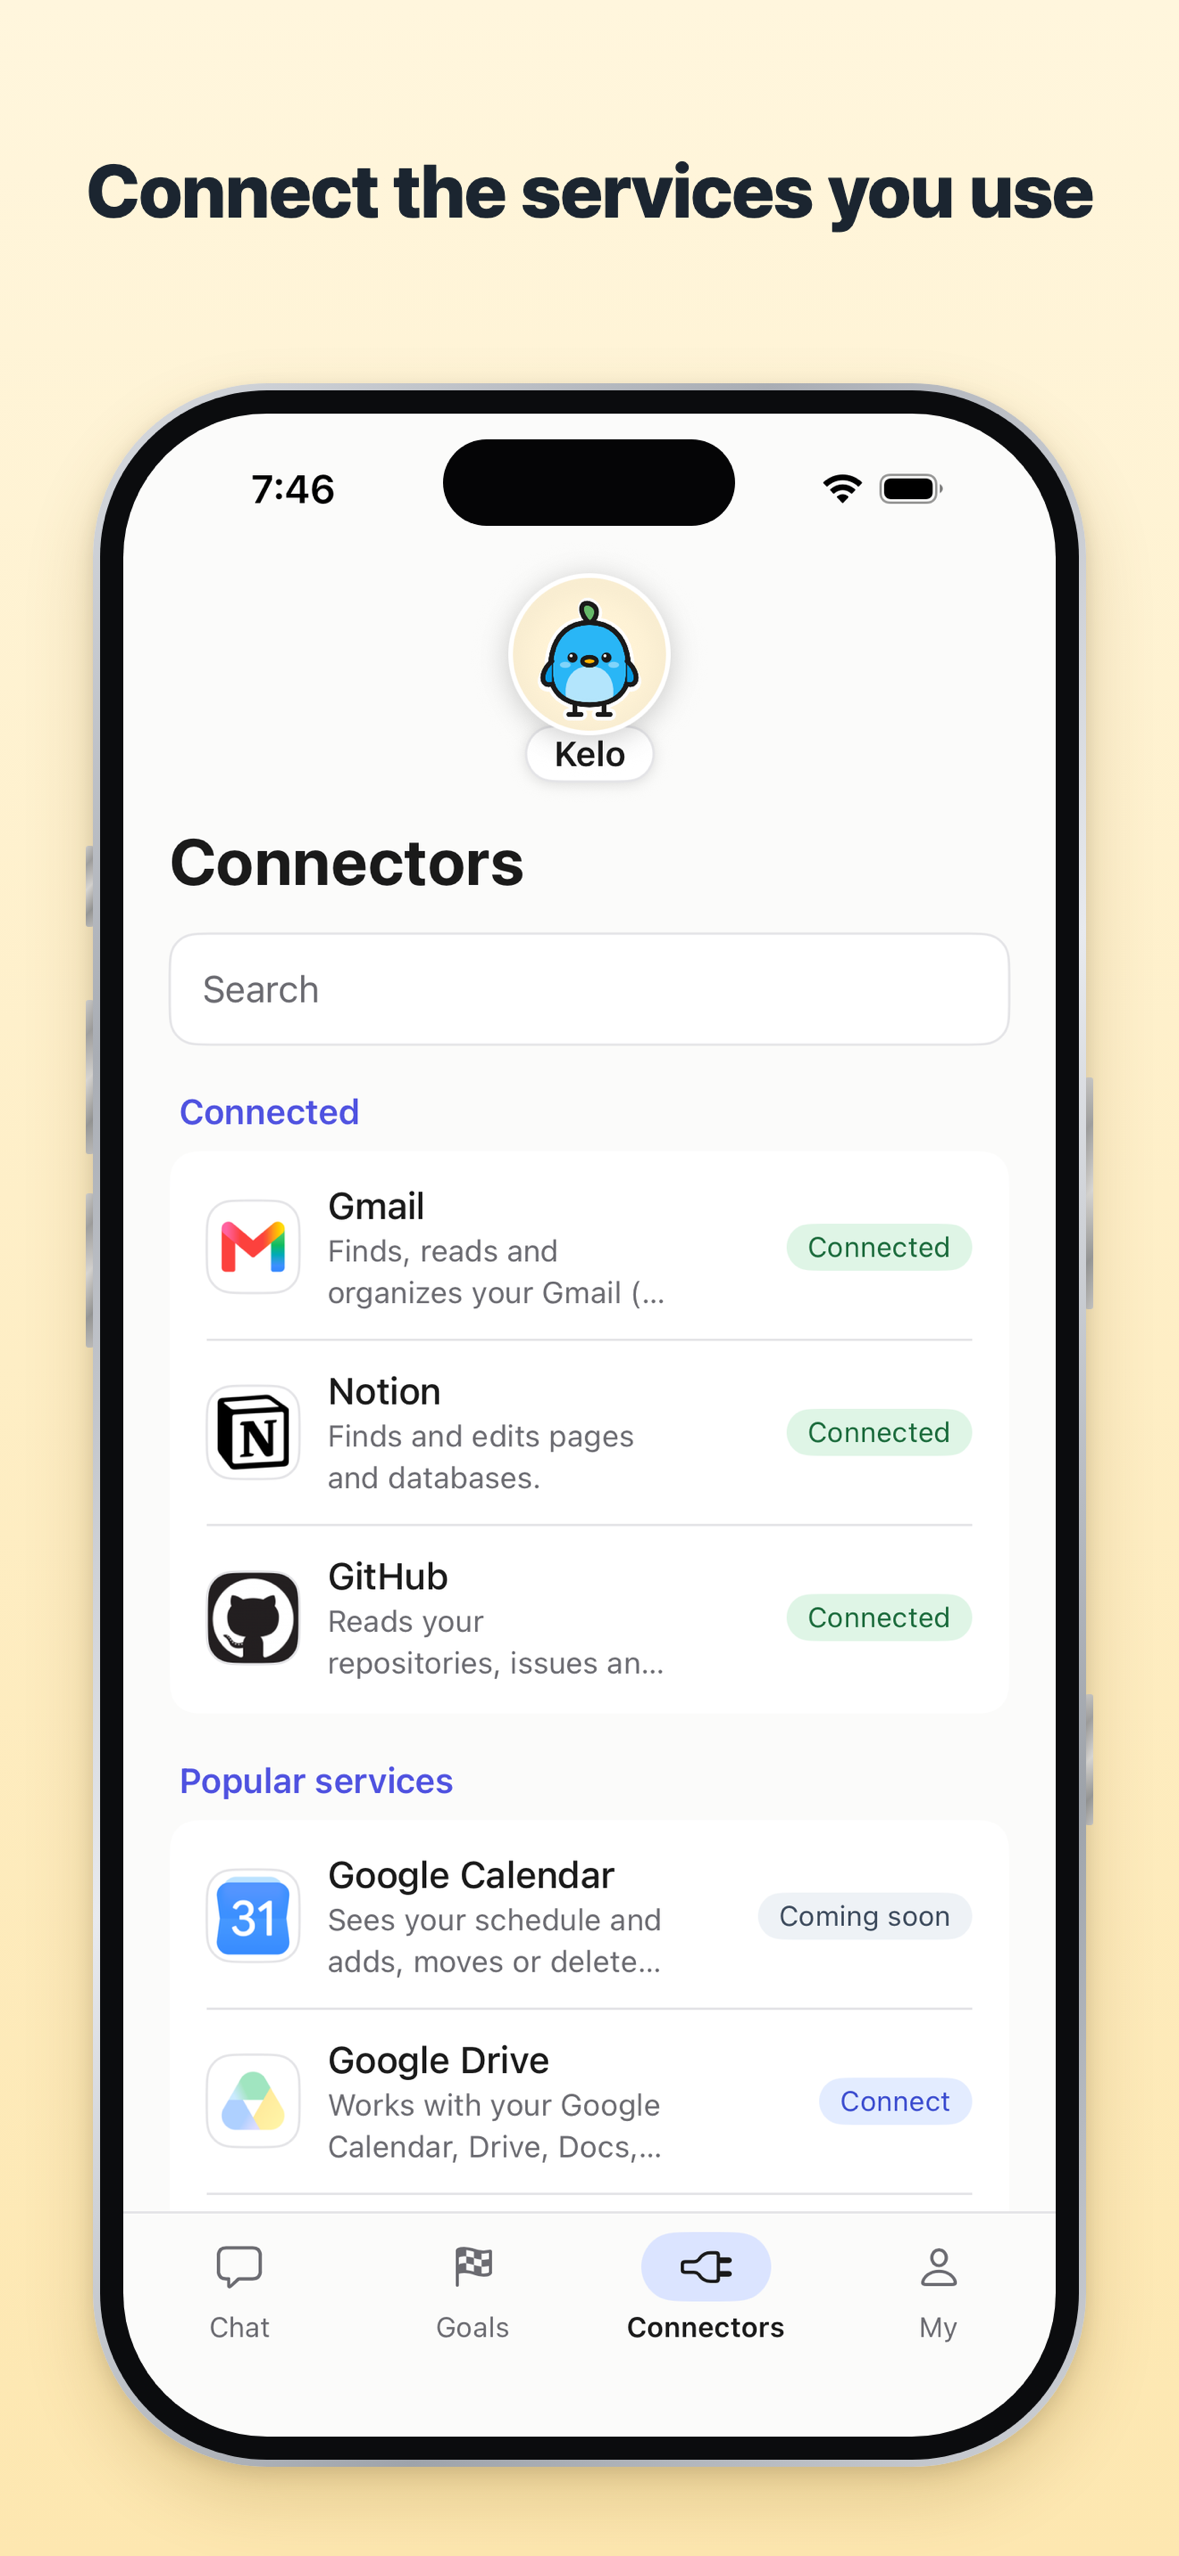 Connect the services you use
7:46
Kelo
Connectors
Search
Connected
Gmail
Finds, reads and
organizes your Gmail (...
Connected
N
Notion
Finds and edits pages
and databases.
Connected
GitHub
Reads your
repositories, issues an...
Connected
Popular services
31
Google Calendar
Sees your schedule and
adds, moves or delete...
Coming soon
Google Drive
Works with your Google
Calendar, Drive, Docs,...
Connect
Chat
Goals
Connectors
My